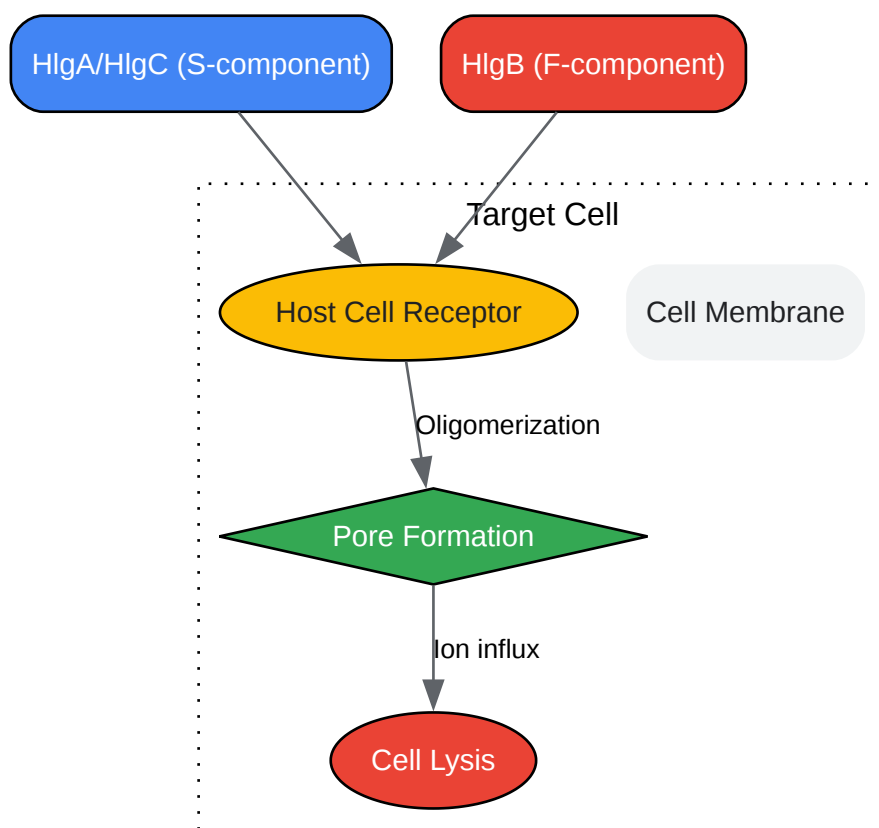 HlgA/HlgC (S-component)
HlgB (F-component)
Target Cell
Host Cell Receptor
Cell Membrane
Oligomerization
Pore Formation
Ion influx
Cell Lysis